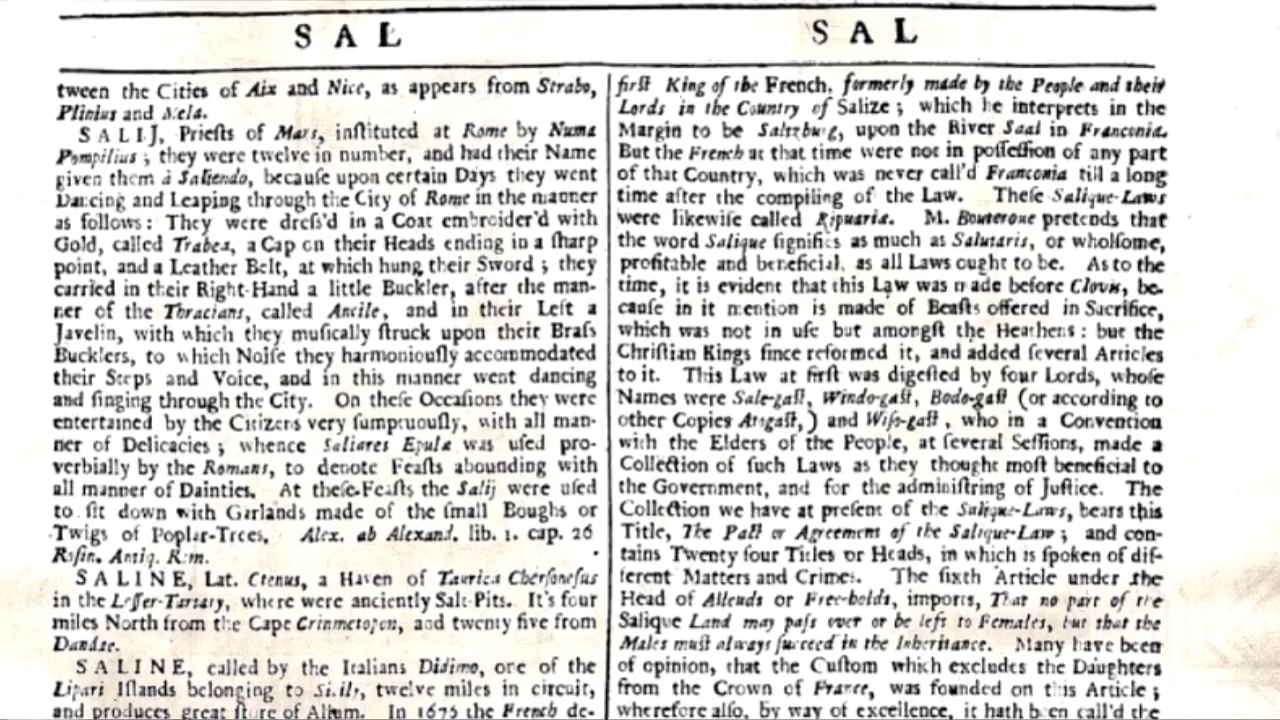 SAL
tween the Cities of Aix and Nice, as appears from Strabo,
Plinius and Mela.
SALIJ, Prieſts of Mars, inſtituted at Rome by Numa
Pompilius; they were twelve in number, and had their Name
given them à Saliendo, becauſe upon certain Days they went
Dancing and Leaping through the City of Rome in the manner
as follows: They were dreſs'd in a Coat embroider'd with
Gold, called Trabea, a Cap on their Heads ending in a ſharp
point, and a Leather Belt, at which hung their Sword; they
carried in their Right-Hand a little Buckler, after the man-
ner of the Thracians, called Ancile, and in their Left a
Javelin, with which they muſically ſtruck upon their Braſs
Bucklers, to which Noiſe they harmoniouſly accommodated
their Steps and Voice, and in this manner went dancing
and ſinging through the City. On theſe Occaſions they were
entertained by the Citizens very ſumptuouſly, with all man-
ner of Delicacies; whence Saliares Epulæ was uſed pro-
verbially by the Romans, to denote Feaſts abounding with
all manner of Dainties. At theſe Feaſts the Salij were uſed
to ſit down with Garlands made of the ſmall Boughs or
Twigs of Poplar-Trees. Alex. ab Alexand. lib. 1. cap. 26
Roſin. Antiq. Rom.
SALINE, Lat. Ctenus, a Haven of Taurica Cherſoneſus
in the Leſſer-Tartary, where were anciently Salt-Pits. It's four
miles North from the Cape Crinmetopen, and twenty five from
Dandæ.
SALINE, called by the Italians Didimo, one of the
Lipari Iſlands belonging to Sicily, twelve miles in circuit,
and produces great ſtore of Allum. In 1675 the French de-
SAL
firſt King of the French, formerly made by the People and their
Lords in the Country of Salize; which he interprets in the
Margin to be Saltzburg, upon the River Saal in Franconia.
But the French at that time were not in poſſeſſion of any part
of that Country, which was never call'd Franconia till a long
time after the compiling of the Law. Theſe Salique-Laws
were likewiſe called Ripuaria. M. Bouteroue pretends that
the word Salique ſignifies as much as Salutaris, or wholſome,
profitable and beneficial, as all Laws ought to be. As to the
time, it is evident that this Law was made before Clovis, be-
cauſe in it mention is made of Beaſts offered in Sacrifice,
which was not in uſe but amongſt the Heathens: but the
Chriſtian Kings ſince reformed it, and added ſeveral Articles
to it. This Law at firſt was digeſted by four Lords, whoſe
Names were Sale-gaſt, Windo-gaſt, Bodo-gaſt (or according to
other Copies Arogaſt,) and Wiſo-gaſt, who in a Convention
with the Elders of the People, at ſeveral Seſſions, made a
Collection of ſuch Laws as they thought moſt beneficial to
the Government, and for the adminiſtring of Juſtice. The
Collection we have at preſent of the Salique-Laws, bears this
Title, The Pact or Agreement of the Salique-Law; and con-
tains Twenty four Titles or Heads, in which is ſpoken of dif-
ferent Matters and Crimes. The ſixth Article under the
Head of Alleuds or Free-holds, imports, That no part of the
Salique Land may paſs over or be left to Females, but that the
Males muſt always ſucceed in the Inheritance. Many have been
of opinion, that the Cuſtom which excludes the Daughters
from the Crown of France, was founded on this Article;
wherefore alſo, by way of excellence, it hath been call'd the